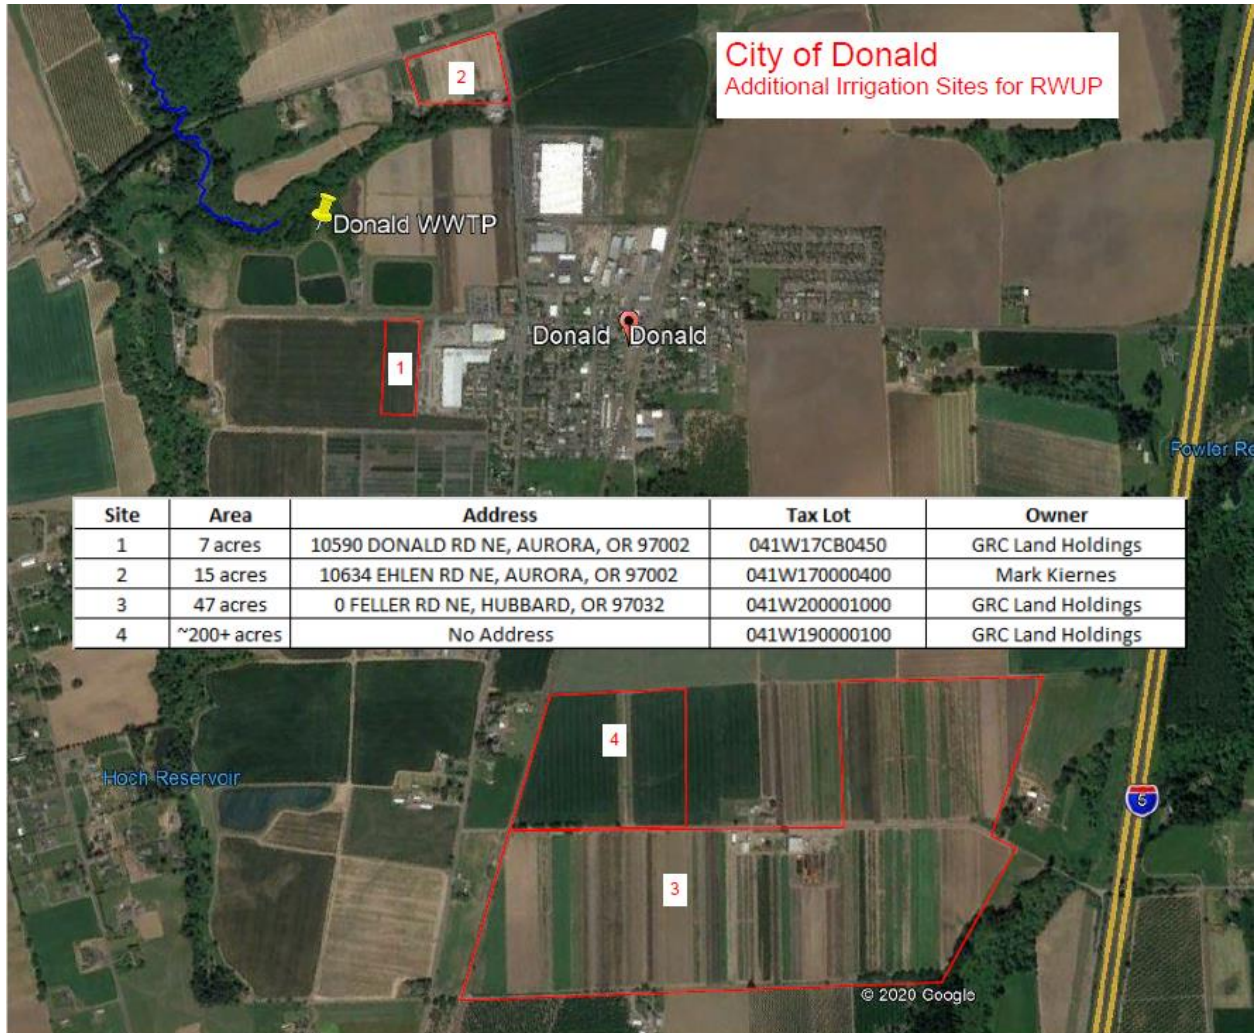 City of Donald
Additional Irrigation Sites for RWUP
2
Donald WWTP
Donald Donald
1
Fowler Re
Site Area Address Tax Lot Owner
1 7 acres 10590 DONALD RD NE, AURORA, OR 97002 041W17CB0450 GRC Land Holdings
2 15 acres 10634 EHLEN RD NE, AURORA, OR 97002 041W170000400 Mark Kiernes
3 47 acres 0 FELLER RD NE, HUBBARD, OR 97032 041W200001000 GRC Land Holdings
4 ~200+ acres No Address 041W190000100 GRC Land Holdings
4
Hoch Reservoir
5
3
© 2020 Google